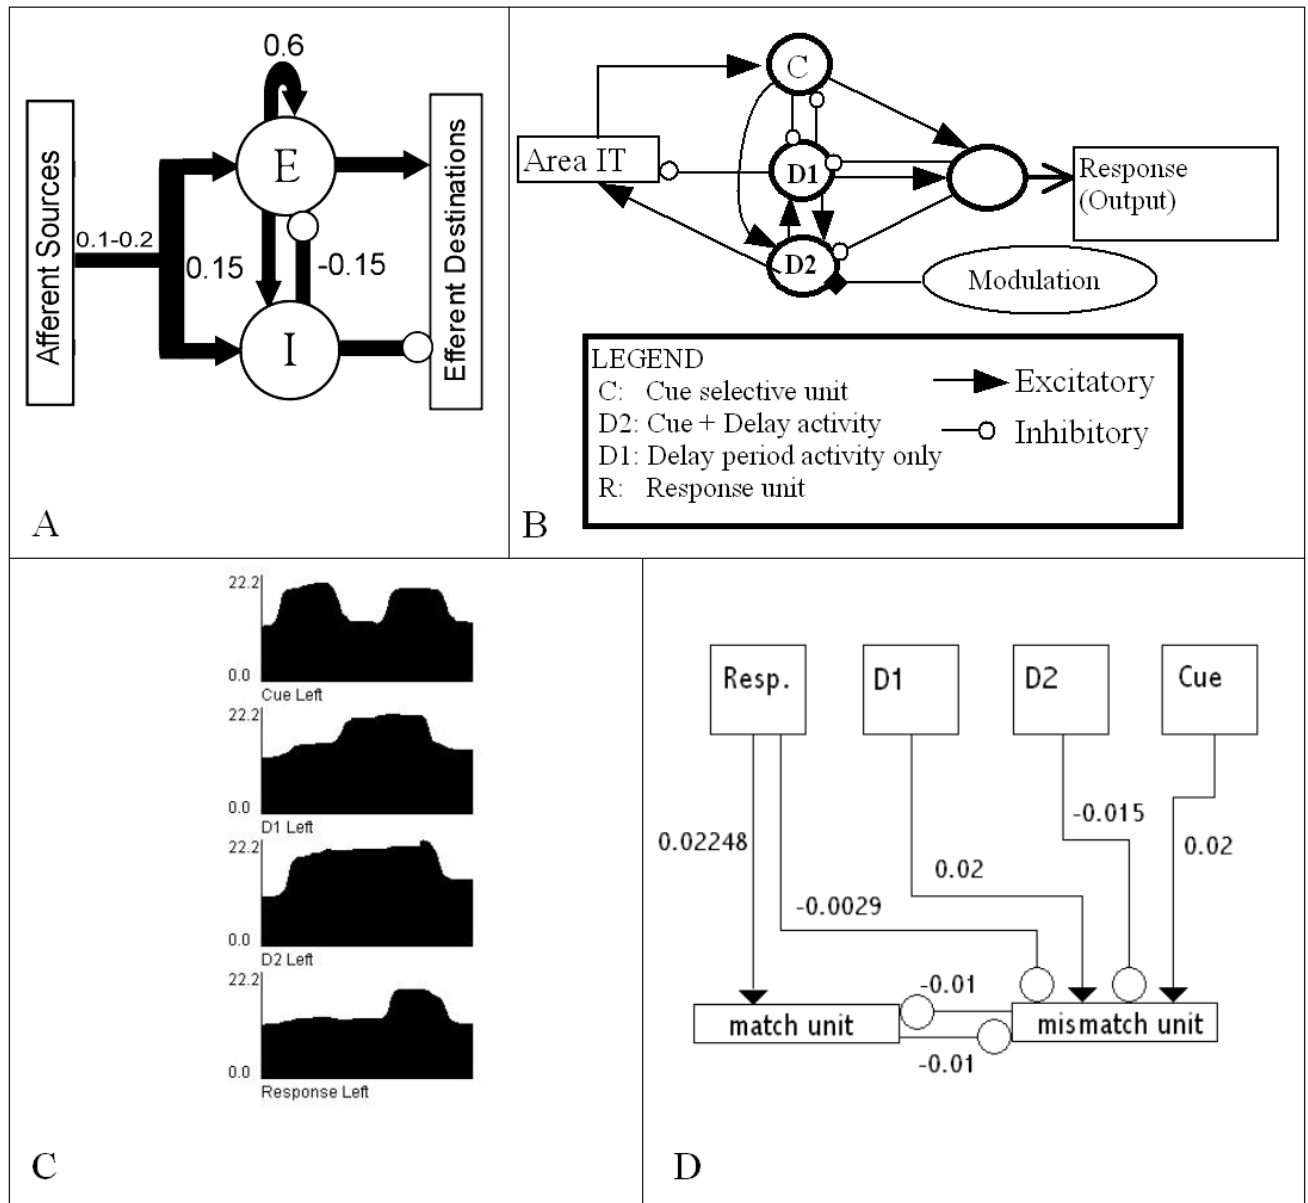 0.6
Afferent Sources
0.1-0.2
E
0.15
-0.15
I
Efferent Destinations
A
C
Area IT
D1
D2
Response
(Output)
Modulation
LEGEND
C: Cue selective unit
D2: Cue + Delay activity
D1: Delay period activity only
R: Response unit
Excitatory
Inhibitory
B
22.2
0.0
Cue Left
22.2
0.0
D1 Left
22.2
0.0
D2 Left
22.2
0.0
Response Left
C
Resp.
D1
D2
Cue
0.02248
-0.0029
0.02
-0.015
0.02
-0.01
match unit
mismatch unit
-0.01
D